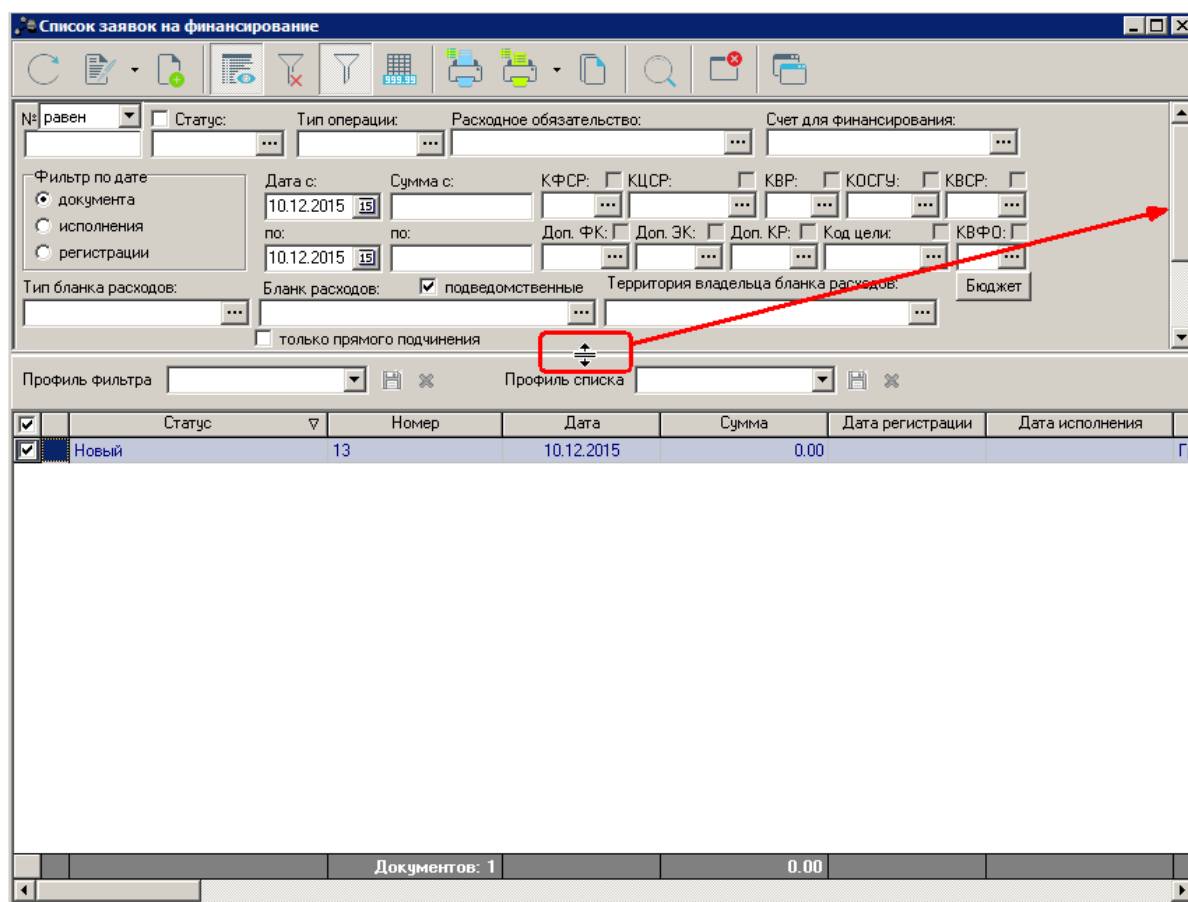 Список заявок на финансирование
999.99
№ равен Статус: Тип операции: Расходное обязательство: Счет для финансирования:
Фильтр по дате Дата с: Сумма с: КФСР: КЦСР: КВР: КОСГУ: КВСР:
документа 10.12.2015 15
исполнения по: по: Доп. ФК: Доп. ЭК: Доп. КР: Код цели: КВФО:
регистрации 10.12.2015 15
Тип бланка расходов: Бланк расходов: подведомственные Территория владельца бланка расходов: Бюджет
только прямого подчинения
Профиль фильтра Профиль списка
Статус Номер Дата Сумма Дата регистрации Дата исполнения
Новый 13 10.12.2015 0.00
Документов: 1 0.00